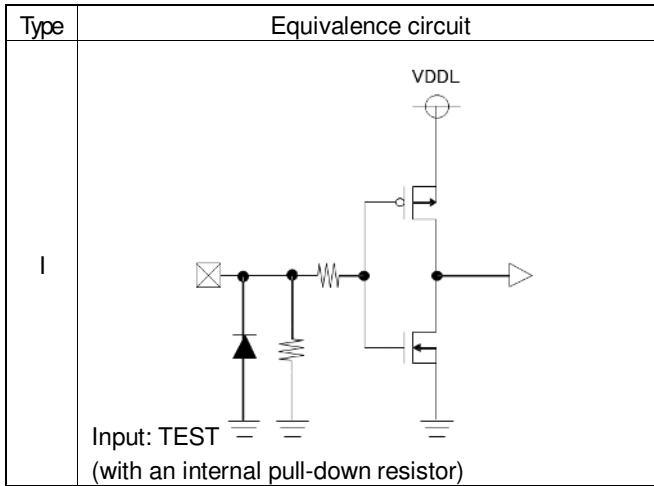 Type Equivalence circuit
VDDL
I
Input: TEST
(with an internal pull-down resistor)